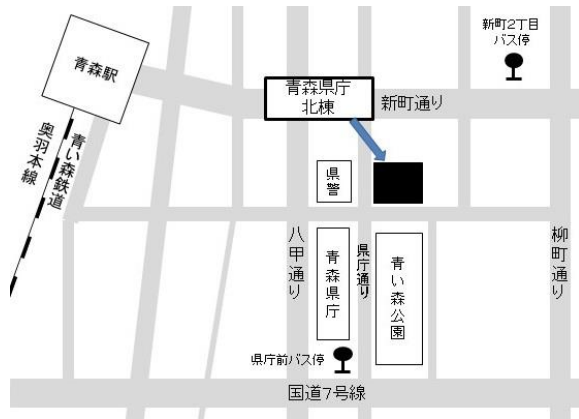 新町2丁目
バス停
青森駅
青森県庁
北棟
新町通り
青い森鉄道
奥羽本線
県警
八甲通り
青森県庁
県庁通り
青い森公園
柳町通り
県庁前バス停
国道7号線